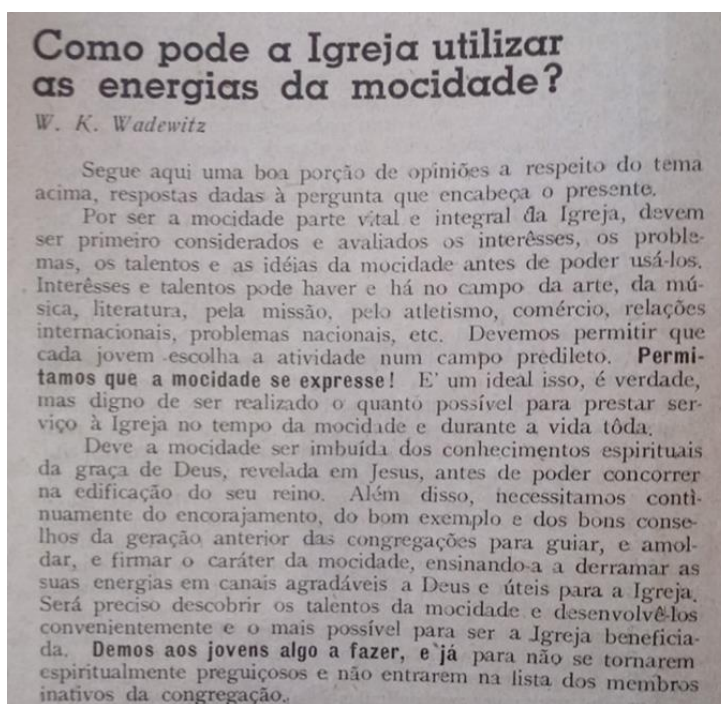 Como pode a Igreja utilizar
as energias da mocidade?
W. K. Wadewitz
Segue aqui uma boa porção de opiniões a respeito do tema
acima, respostas dadas à pergunta que encabeça o presente.
Por ser a mocidade parte vital e integral da Igreja, devem
ser primeiro considerados e avaliados os interêsses, os proble-
mas, os talentos e as idéias da mocidade antes de poder usá-los.
Interêsses e talentos pode haver e há no campo da arte, da mú-
sica, literatura, pela missão, pelo atletismo, comércio, relações
internacionais, problemas nacionais, etc. Devemos permitir que
cada jovem escolha a atividade num campo predileto. Permi-
tamos que a mocidade se expresse! E' um ideal isso, é verdade,
mas digno de ser realizado o quanto possível para prestar ser-
viço à Igreja no tempo da mocidade e durante a vida tôda.
Deve a mocidade ser imbuída dos conhecimentos espirituais
da graça de Deus, revelada em Jesus, antes de poder concorrer
na edificação do seu reino. Além disso, necessitamos contì-
nuamente do encorajamento, do bom exemplo e dos bons conse-
lhos da geração anterior das congregações para guiar, e amol-
dar, e firmar o caráter da mocidade, ensinando-a a derramar as
suas energias em canais agradáveis a Deus e úteis para a Igreja.
Será preciso descobrir os talentos da mocidade e desenvolvê-los
convenientemente e o mais possível para ser a Igreja beneficia-
da. Demos aos jovens algo a fazer, e já para não se tornarem
espiritualmente preguiçosos e não entrarem na lista dos membros
inativos da congregação.